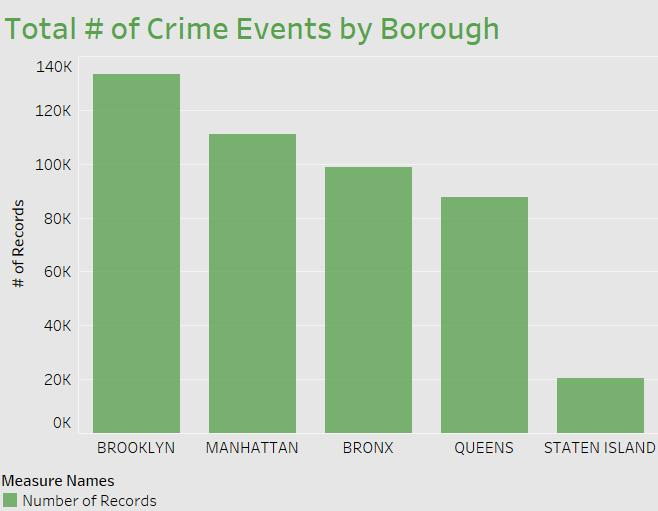 Total # of Crime Events by Borough
140K
120K
100K
80K
60K
40K
20K
0K
# of Records
BROOKLYN MANHATTAN BRONX QUEENS STATEN ISLAND
Measure Names
Number of Records